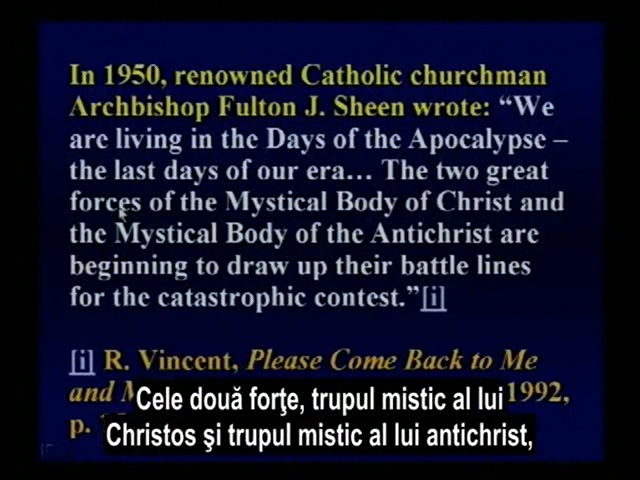 In 1950, renowned Catholic churchman
Archbishop Fulton J. Sheen wrote: “We
are living in the Days of the Apocalypse –
the last days of our era… The two great
forces of the Mystical Body of Christ and
the Mystical Body of the Antichrist are
beginning to draw up their battle lines
for the catastrophic contest.”[i]
[i] R. Vincent, Please Come Back to Me
and 1992,
p.
Cele două forţe, trupul mistic al lui
Christos şi trupul mistic al lui antichrist,